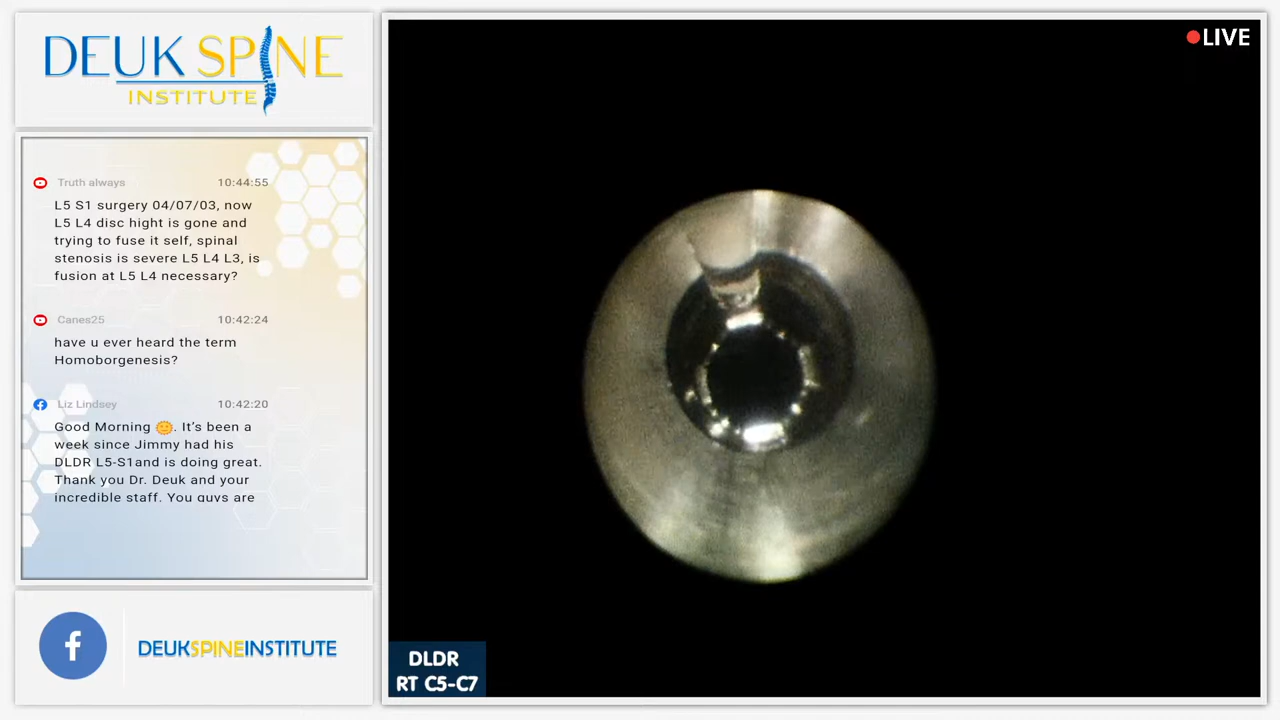 DEUK SPINE
INSTITUTE
Truth always 10:44:55
L5 S1 surgery 04/07/03, now
L5 L4 disc hight is gone and
trying to fuse it self, spinal
stenosis is severe L5 L4 L3, is
fusion at L5 L4 necessary?
Canes25 10:42:24
have u ever heard the term
Homoborgenesis?
Liz Lindsey 10:42:20
Good Morning 😊. It's been a
week since Jimmy had his
DLDR L5-S1and is doing great.
Thank you Dr. Deuk and your
incredible staff. You guys are
f DEUKSPINEINSTITUTE
LIVE
DLDR
RT C5-C7